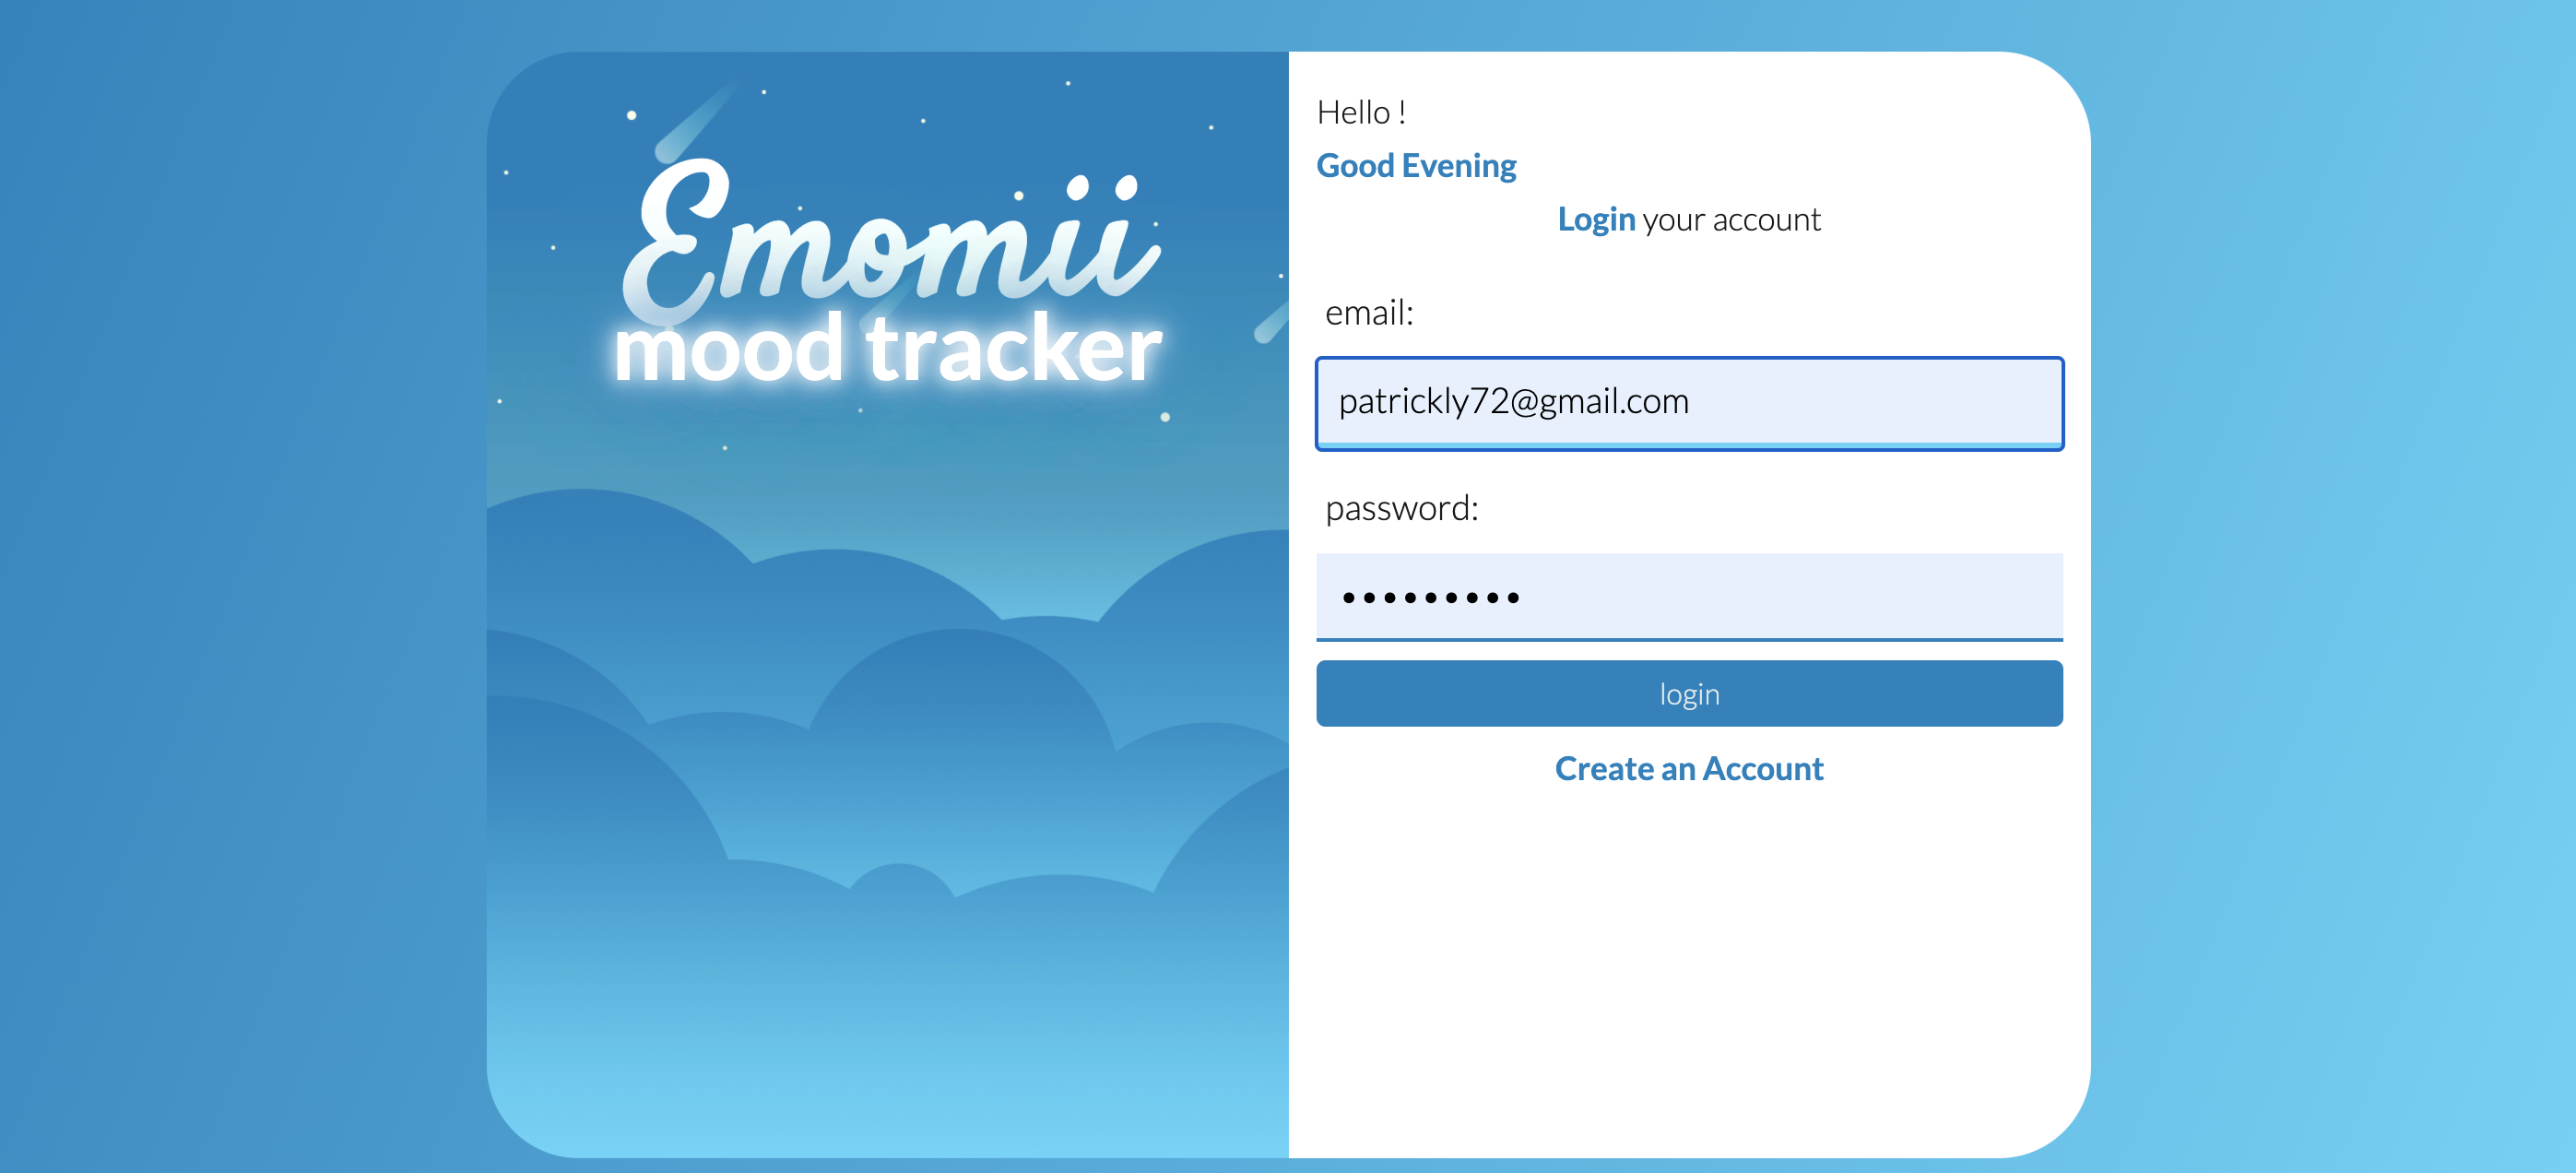 Emomii
mood tracker
Hello !
Good Evening
Login your account
email:
patrickly72@gmail.com
password:
•••••••••
login
Create an Account